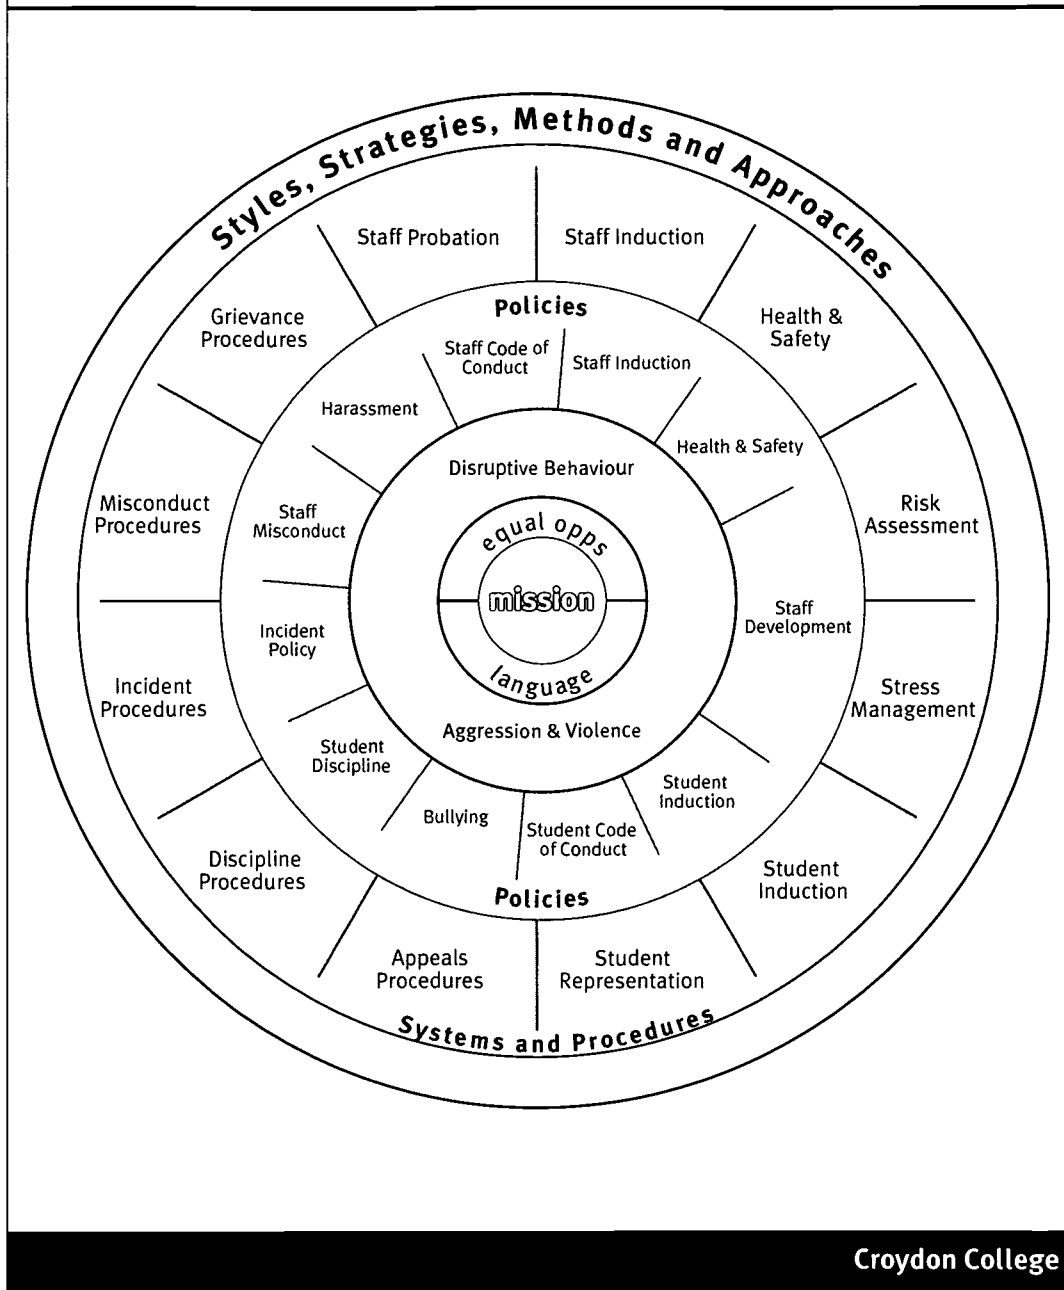 Styles, Strategies, Methods and Approaches
Staff Probation
Staff Induction
Health &
Safety
Risk
Assessment
Stress
Management
Student
Induction
Student
Representation
Appeals
Procedures
Discipline
Procedures
Incident
Procedures
Misconduct
Procedures
Grievance
Procedures
Systems and Procedures
Policies
Staff Code of
Conduct
Staff Induction
Health & Safety
Staff
Development
Student
Induction
Student Code
of Conduct
Bullying
Student
Discipline
Incident
Policy
Staff
Misconduct
Harassment
Policies
Disruptive Behaviour
equal opps
mission
language
Aggression & Violence
Croydon College